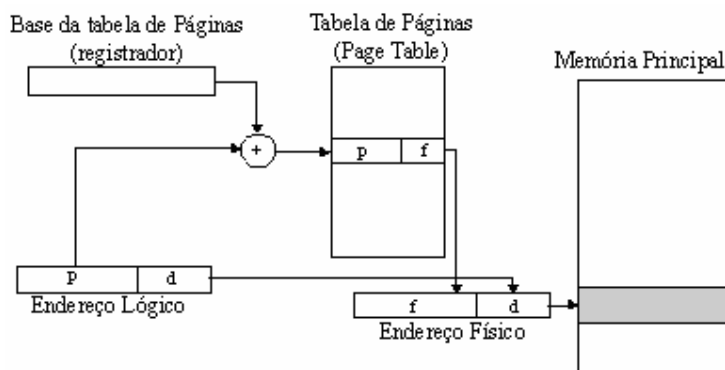 Base da tabela de Páginas
(registrador)
Tabela de Páginas
(Page Table)
Memória Principal
+
p f
P d
Endereço Lógico
f d
Endereço Físico